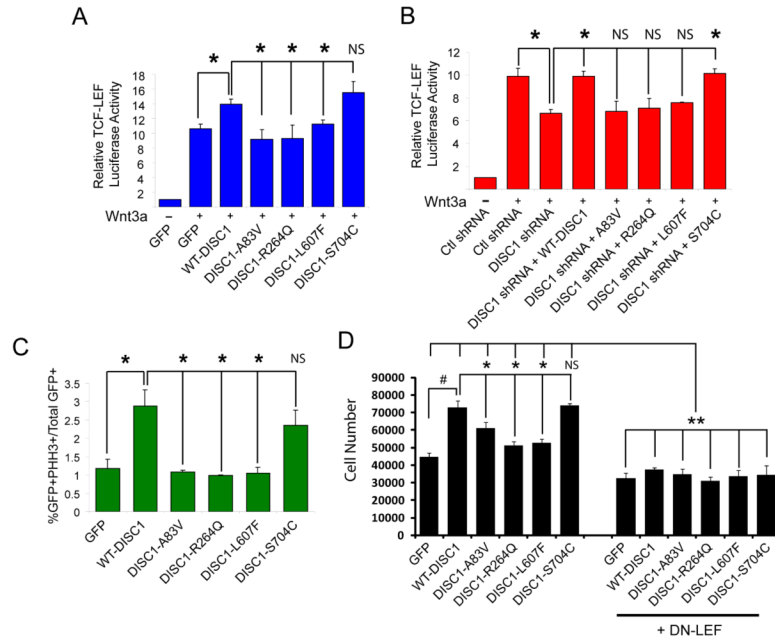 A
Relative TCF-LEF
Luciferase Activity
18
16
14
12
10
8
6
4
2
* * * * NS
Wnt3a – + + + + + +
GFP
GFP
WT-DISC1
DISC1-A83V
DISC1-R264Q
DISC1-L607F
DISC1-S704C
B
Relative TCF-LEF
Luciferase Activity
12
10
8
6
4
2
* * NS NS NS *
Wnt3a – + + + + + + +
Ctl shRNA
Ctl shRNA
DISC1 shRNA
DISC1 shRNA + WT-DISC1
DISC1 shRNA + A83V
DISC1 shRNA + R264Q
DISC1 shRNA + L607F
DISC1 shRNA + S704C
C
%GFP+PHH3+/Total GFP+
3.5
3
2.5
2
1.5
1
0.5
0
* * * * NS
GFP
WT-DISC1
DISC1-A83V
DISC1-R264Q
DISC1-L607F
DISC1-S704C
D
Cell Number
90000
80000
70000
60000
50000
40000
30000
20000
10000
0
# * * * NS
**
GFP
WT-DISC1
DISC1-A83V
DISC1-R264Q
DISC1-L607F
DISC1-S704C
GFP
WT-DISC1
DISC1-A83V
DISC1-R264Q
DISC1-L607F
DISC1-S704C
+ DN-LEF